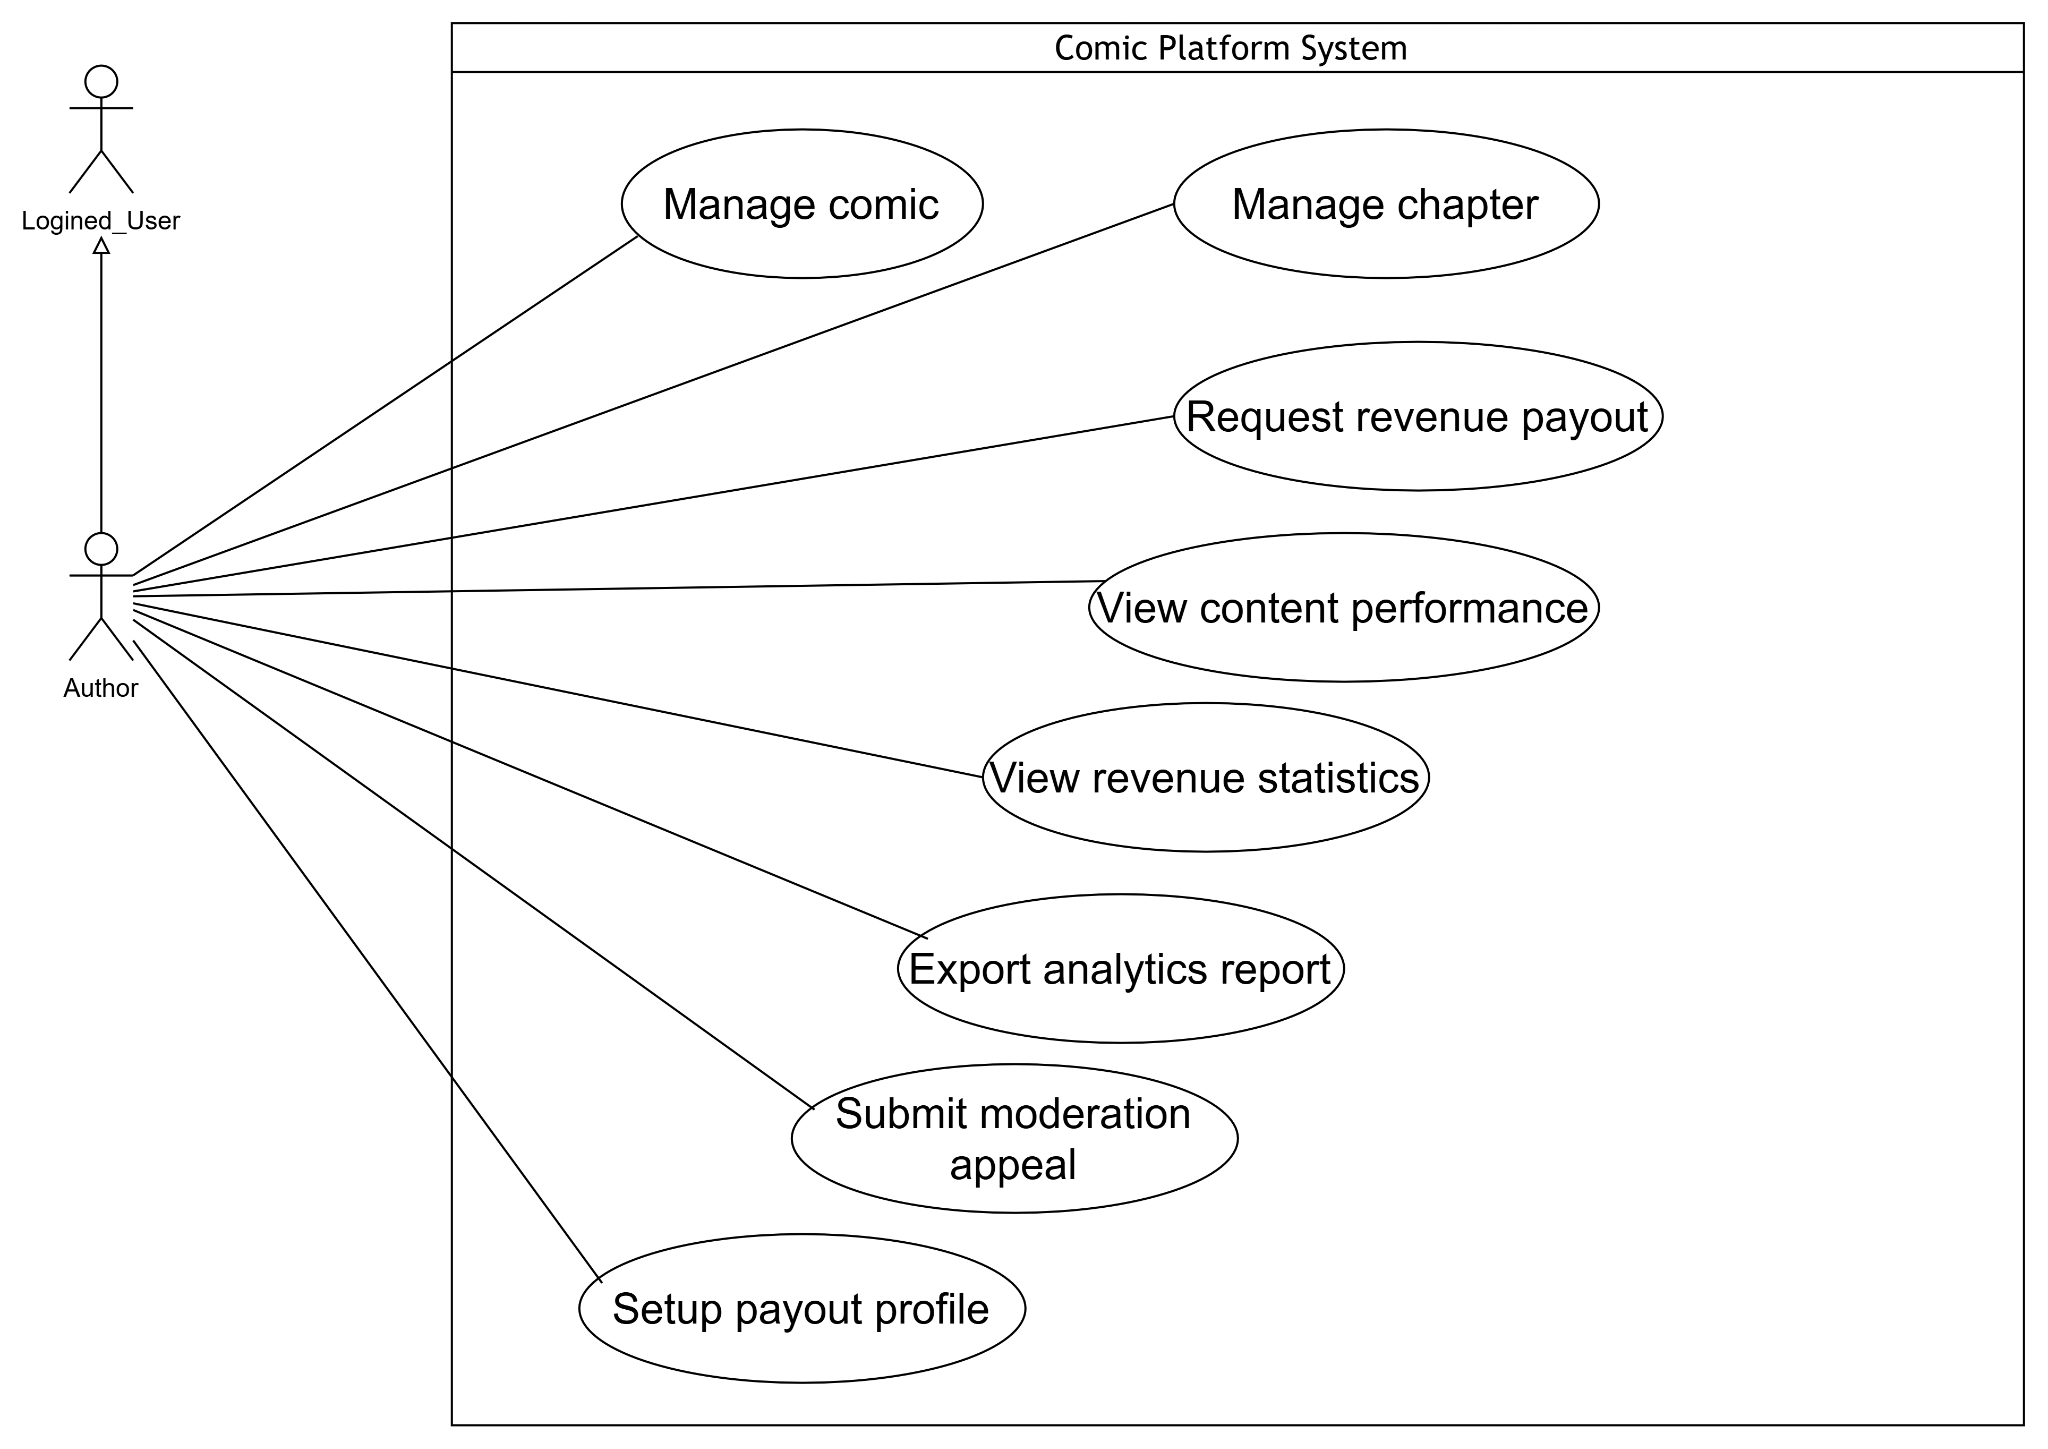 Comic Platform System
Logined_User
Manage comic
Manage chapter
Request revenue payout
View content performance
Author
View revenue statistics
Export analytics report
Submit moderation
appeal
Setup payout profile